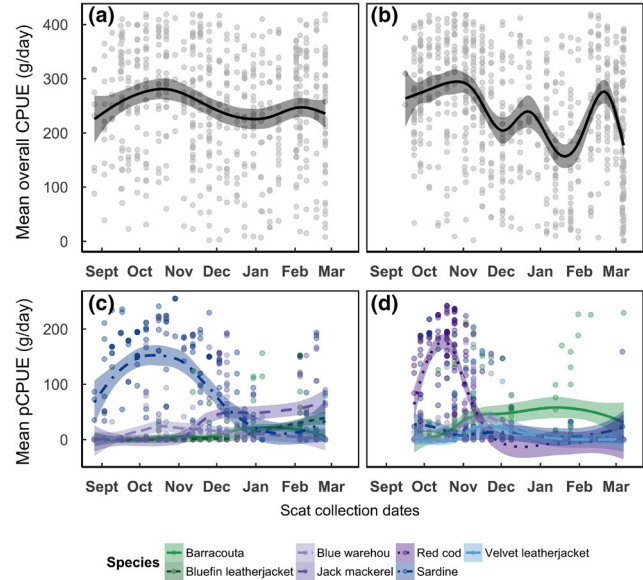 (a)
(b)
Mean overall CPUE (g/day)
400
300
200
100
0
Sept Oct Nov Dec Jan Feb Mar
Sept Oct Nov Dec Jan Feb Mar
(c)
(d)
Mean pCPUE (g/day)
200
100
0
Sept Oct Nov Dec Jan Feb Mar
Sept Oct Nov Dec Jan Feb Mar
Scat collection dates
Species
Barracouta
Blue warehou
Red cod
Velvet leatherjacket
Bluefin leatherjacket
Jack mackerel
Sardine